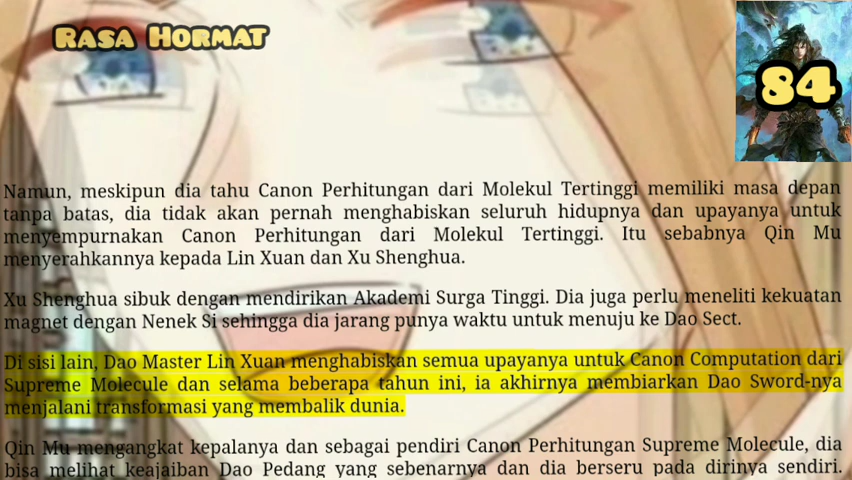 Rasa Hormat
84
Namun, meskipun dia tahu Canon Perhitungan dari Molekul Tertinggi memiliki masa depan
tanpa batas, dia tidak akan pernah menghabiskan seluruh hidupnya dan upayanya untuk
menyempurnakan Canon Perhitungan dari Molekul Tertinggi. Itu sebabnya Qin Mu
menyerahkannya kepada Lin Xuan dan Xu Shenghua.
Xu Shenghua sibuk dengan mendirikan Akademi Surga Tinggi. Dia juga perlu meneliti kekuatan
magnet dengan Nenek Si sehingga dia jarang punya waktu untuk menuju ke Dao Sect.
Di sisi lain, Dao Master Lin Xuan menghabiskan semua upayanya untuk Canon Computation dari
Supreme Molecule dan selama beberapa tahun ini, ia akhirnya membiarkan Dao Sword-nya
menjalani transformasi yang membalik dunia.
Qin Mu mengangkat kepalanya dan sebagai pendiri Canon Perhitungan Supreme Molecule, dia
bisa melihat keajaiban Dao Pedang yang sebenarnya dan dia berseru pada dirinya sendiri.